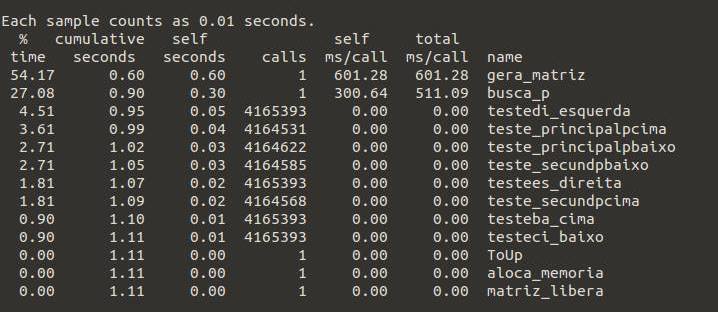 Each sample counts as 0.01 seconds.
  %   cumulative   self              self     total
 time   seconds   seconds    calls  ms/call  ms/call  name
 54.17      0.60     0.60        1   601.28   601.28  gera_matriz
 27.08      0.90     0.30        1   300.64   511.09  busca_p
  4.51      0.95     0.05  4165393     0.00     0.00  testedi_esquerda
  3.61      0.99     0.04  4164531     0.00     0.00  teste_principalpcima
  2.71      1.02     0.03  4164622     0.00     0.00  teste_principalpbaixo
  2.71      1.05     0.03  4164585     0.00     0.00  teste_secundpbaixo
  1.81      1.07     0.02  4165393     0.00     0.00  testees_direita
  1.81      1.09     0.02  4164568     0.00     0.00  teste_secundpcima
  0.90      1.10     0.01  4165393     0.00     0.00  testeba_cima
  0.90      1.11     0.01  4165393     0.00     0.00  testeci_baixo
  0.00      1.11     0.00        1     0.00     0.00  ToUp
  0.00      1.11     0.00        1     0.00     0.00  aloca_memoria
  0.00      1.11     0.00        1     0.00     0.00  matriz_libera